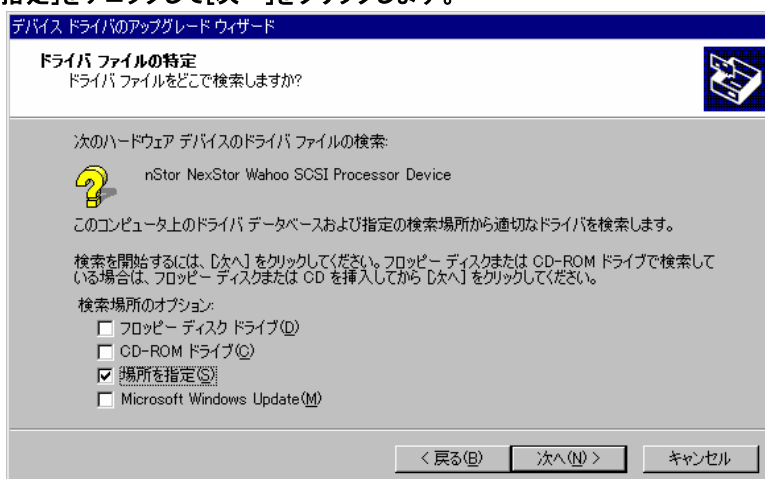 指定]をチェックして[次へ]をクリックします。
デバイス ドライバのアップグレード ウィザード
ドライバ ファイルの特定
ドライバ ファイルをどこで検索しますか?
次のハードウェア デバイスのドライバ ファイルの検索:
nStor NexStor Wahoo SCSI Processor Device
このコンピュータ上のドライバ データベースおよび指定の検索場所から適切なドライバを検索します。
検索を開始するには、[次へ] をクリックしてください。フロッピー ディスクまたは CD-ROM ドライブで検索して
いる場合は、フロッピー ディスクまたは CD を挿入してから [次へ] をクリックしてください。
検索場所のオプション:
フロッピー ディスク ドライブ(D)
CD-ROM ドライブ(C)
場所を指定(S)
Microsoft Windows Update(M)
< 戻る(B) 次へ(N) > キャンセル